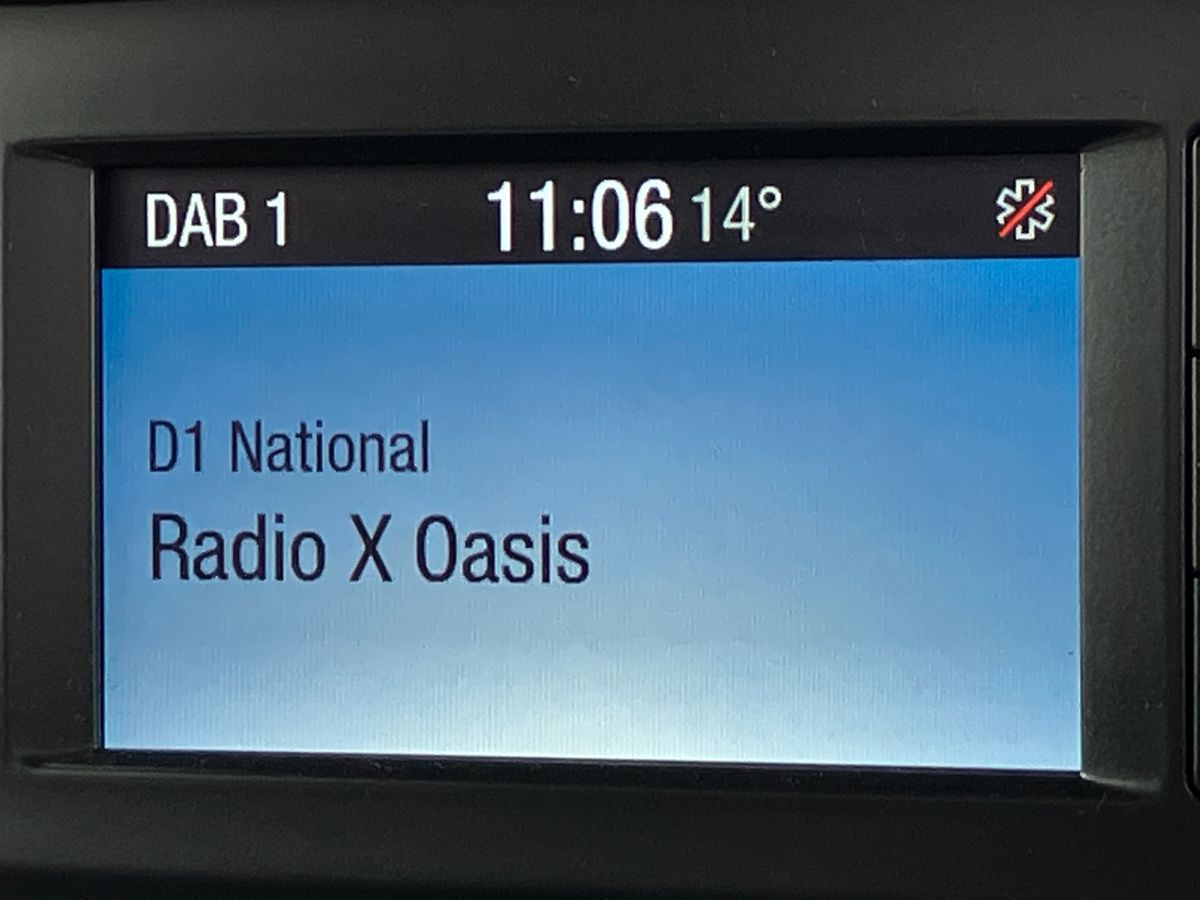 DAB 1 11:06 14°
D1 National
Radio X Oasis